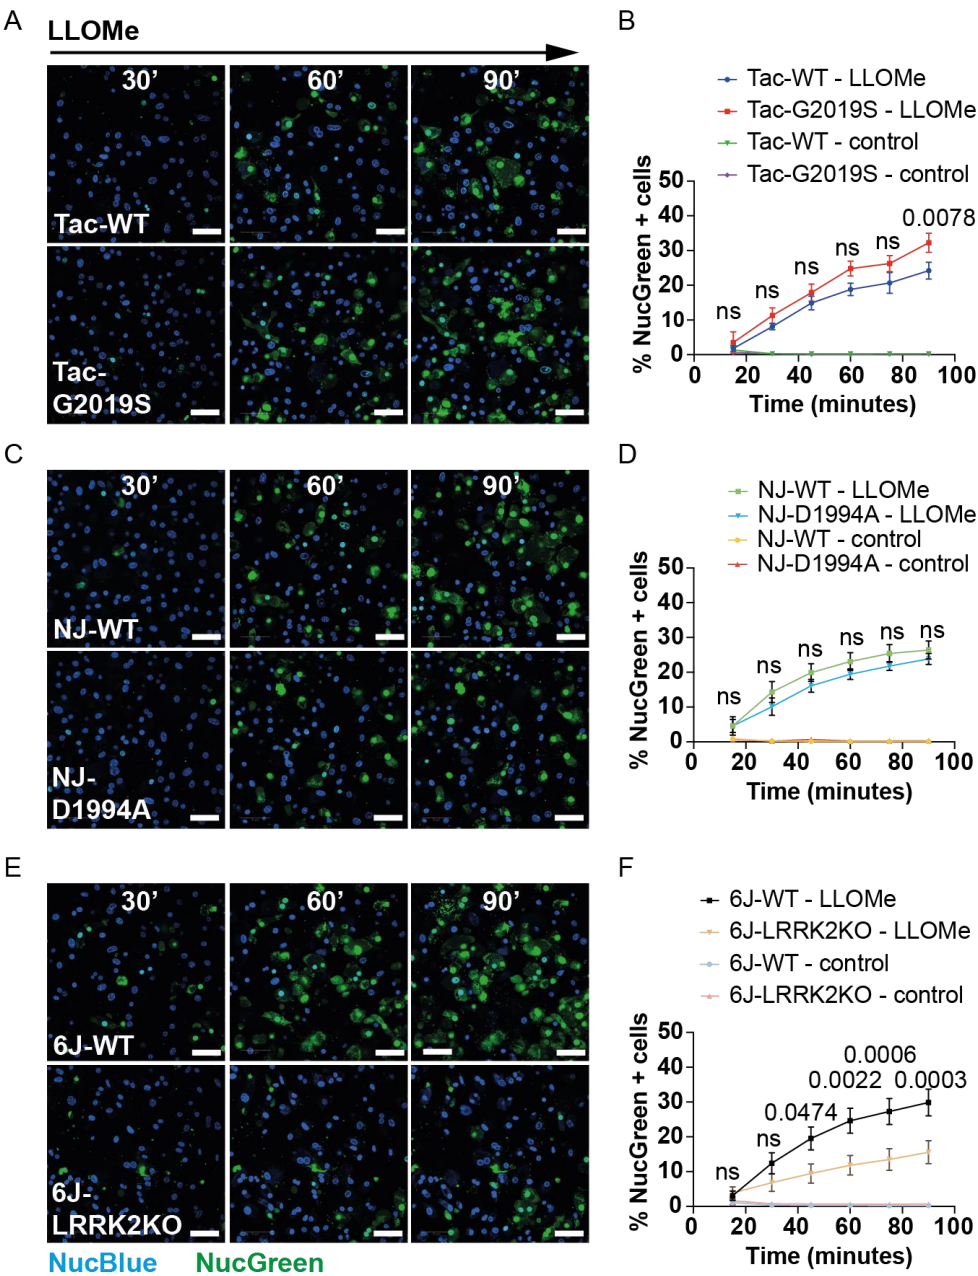 A
LLOMe
30’
60’
90’
Tac-WT
Tac-
G2019S
B
Tac-WT - LLOMe
Tac-G2019S - LLOMe
Tac-WT - control
Tac-G2019S - control
% NucGreen + cells
50
40
30
20
10
0
ns
ns
ns
ns
ns
0.0078
0 20 40 60 80 100
Time (minutes)
C
30’
60’
90’
NJ-WT
NJ-
D1994A
D
NJ-WT - LLOMe
NJ-D1994A - LLOMe
NJ-WT - control
NJ-D1994A - control
% NucGreen + cells
50
40
30
20
10
0
ns
ns
ns
ns
ns
ns
0 20 40 60 80 100
Time (minutes)
E
30’
60’
90’
6J-WT
6J-
LRRK2KO
NucBlue NucGreen
F
6J-WT - LLOMe
6J-LRRK2KO - LLOMe
6J-WT - control
6J-LRRK2KO - control
% NucGreen + cells
50
40
30
20
10
0
ns
ns
0.0474
0.0022
0.0006
0.0003
0 20 40 60 80 100
Time (minutes)